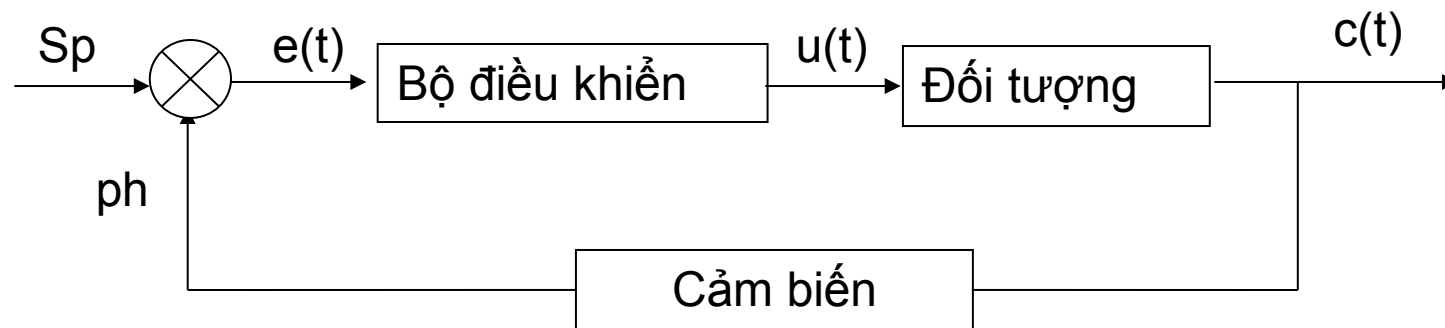 Sp
e(t)
Bộ điều khiển
u(t)
Đối tượng
c(t)
ph
Cảm biến